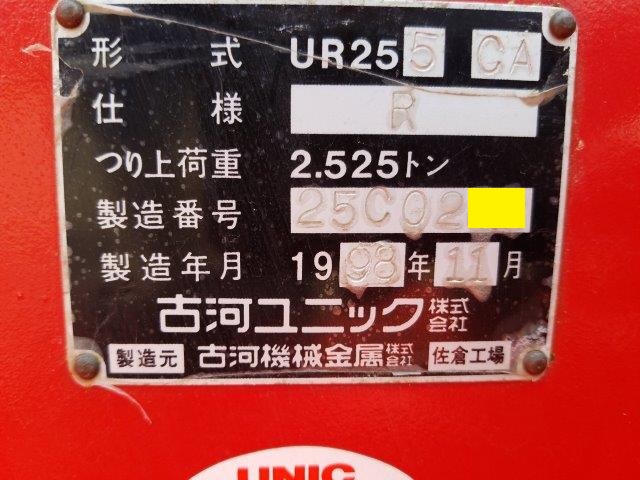 形式 UR255 CA
仕様 R
つり上荷重 2.525トン
製造番号 25C02
製造年月 1998年11月
古河ユニック株式会社
製造元 古河機械金属株式会社 佐倉工場
UNIC